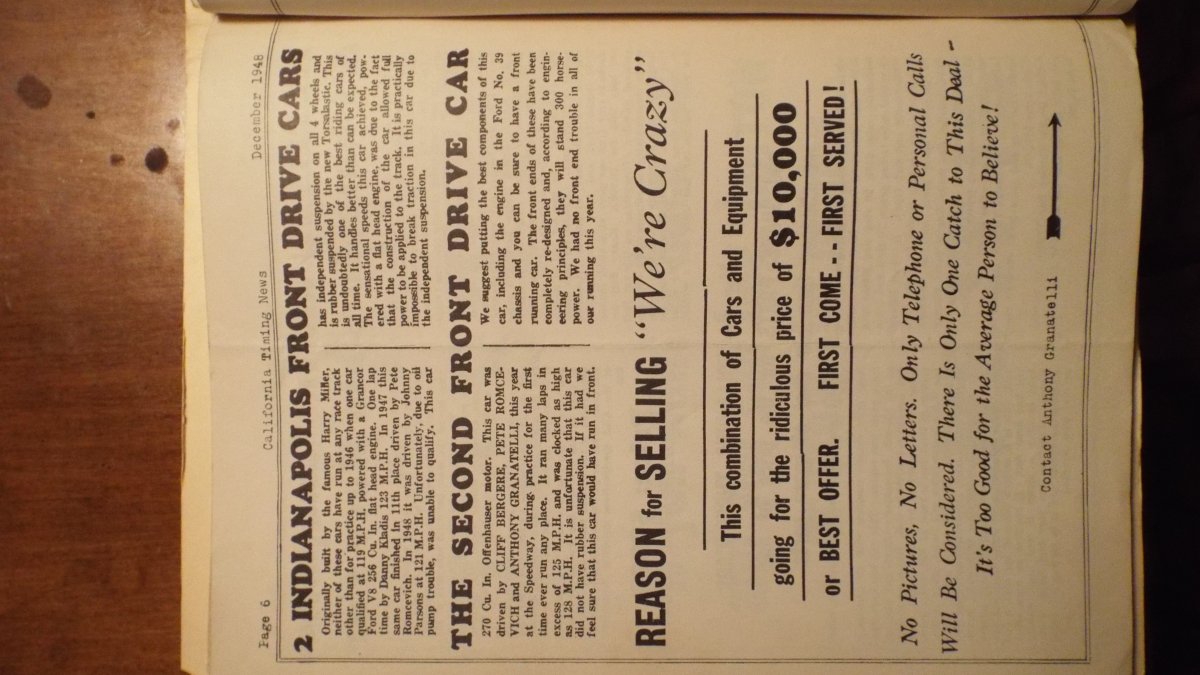 Page 6 California Timing News December 1948
2 INDIANAPOLIS FRONT DRIVE CARS
Originally built by the famous Harry Miller,
neither of these cars have run at any race track
other than for practice up to 1946 when one car
qualified at 119 M.P.H. powered with a Grancor
Ford V8 256 Cu. In. flat head engine. One lap
time by Danny Kladis 123 M.P.H. In 1947 this
same car finished in 11th place driven by Pete
Romcevich. In 1948 it was driven by Johnny
Parsons at 121 M.P.H. Unfortunately, due to oil
pump trouble, was unable to qualify. This car
has independent suspension on all 4 wheels and
is rubber suspended by the new Torsalastic. This
is undoubtedly one of the best riding cars of
all time. It handles better than can be expected.
The sensational speeds this car achieved, pow-
ered with a flat head engine, was due to the fact
that the construction of the car allowed full
power to be applied to the track. It is practically
impossible to break traction in this car due to
the independent suspension.
THE SECOND FRONT DRIVE CAR
270 Cu. In. Offenhauser motor. This car was
driven by CLIFF BERGERE, PETE ROMCE-
VICH and ANTHONY GRANATELLI, this year
at the Speedway, during practice for the first
time ever run any place. It ran many laps in
excess of 125 M.P.H. and was clocked as high
as 128 M.P.H. It is unfortunate that this car
did not have rubber suspension. If it had we
feel sure that this car would have run in front.
We suggest putting the best components of this
car, including the engine in the Ford No. 39
chassis and you can be sure to have a front
running car. The front ends of these have been
completely re-designed and, according to engin-
eering principles, they will stand 300 horse-
power. We had no front end trouble in all of
our running this year.
REASON for SELLING "We're Crazy"
This combination of Cars and Equipment
going for the ridiculous price of $10,000
or BEST OFFER. FIRST COME -- FIRST SERVED!
No Pictures, No Letters. Only Telephone or Personal Calls
Will Be Considered. There Is Only One Catch to This Deal -
It's Too Good for the Average Person to Believe!
Contact Anthony Granatelli